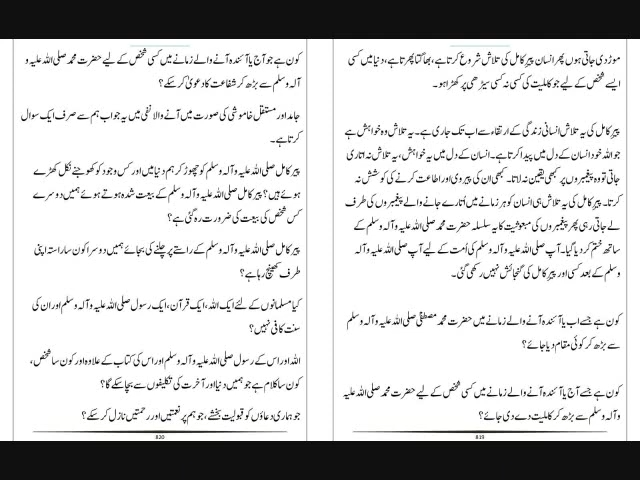 موڑ دی جاتی ہوں پھر انسان پیرِ کامل کی تلاش شروع کرتا ہے، بھاگتا پھرتا ہے، دنیا میں کسی
ایسے شخص کے لیے جو کاملیت کی کسی نہ کسی سیڑھی پر کھڑا ہو۔
پیرِ کامل کی یہ تلاش انسانی زندگی کے ارتقاء سے اب تک جاری ہے۔ یہ تلاش وہ خواہش ہے
جو اللہ خود انسان کے دل میں پیدا کرتا ہے۔ انسان کے دل میں یہ خواہش، یہ تلاش نہ اتاری
جاتی تو وہ پیغمبروں پر کبھی یقین نہ لاتا۔ کبھی ان کی پیروی اور اطاعت کرنے کی کوشش نہ
کرتا۔ پیرِ کامل کی یہ تلاش ہی انسان کو ہر زمانے میں اُتارے جانے والے پیغمبروں کی طرف
لے جاتی رہی پھر پیغمبروں کی مبعوثیت کا یہ سلسلہ حضرت محمد صلی اللہ علیہ وآلہ وسلم کے
ساتھ ختم کر دیا گیا۔ آپ صلی اللہ علیہ وآلہ وسلم کی اُمت کے لیے آپ صلی اللہ علیہ وآلہ
وسلم کے بعد کسی اور پیرِ کامل کی گنجائش نہیں رکھی گئی۔
کون ہے جسے اب یا آئندہ آنے والے زمانے میں حضرت محمد مصطفٰی صلی اللہ علیہ وآلہ وسلم
سے بڑھ کر کوئی مقام دیا جائے؟
کون ہے جسے آج یا آئندہ آنے والے زمانے میں کسی شخص کے لیے حضرت محمد صلی اللہ علیہ
وآلہ وسلم سے بڑھ کر کاملیت دے دی جائے؟
819
کون ہے جو آج یا آئندہ آنے والے زمانے میں کسی شخص کے لیے حضرت محمد صلی اللہ علیہ و
آلہ وسلم سے بڑھ کر شفاعت کا دعویٰ کر سکے؟
جامد اور مستقل خاموشی کی صورت میں آنے والا نفی میں یہ جواب ہم سے صرف ایک سوال
کرتا ہے۔
پیرِ کامل صلی اللہ علیہ وآلہ وسلم کو چھوڑ کر ہم دنیا میں اور کس وجود کو کھوجنے نکل کھڑے
ہوئے ہیں؟ پیرِ کامل صلی اللہ علیہ وآلہ وسلم کے بیعت شدہ ہوتے ہوئے ہمیں دوسرے
کس شخص کی بیعت کی ضرورت رہ گئی ہے؟
پیرِ کامل صلی اللہ علیہ وآلہ وسلم کے راستے پر چلنے کی بجائے ہمیں دوسرا کون سا راستہ اپنی
طرف کھینچ رہا ہے؟
کیا مسلمانوں کے لئے ایک اللہ، ایک قرآن، ایک رسول صلی اللہ علیہ وآلہ وسلم اور ان کی
سنت کافی نہیں؟
اللہ اور اس کے رسول صلی اللہ علیہ وآلہ وسلم اور اس کی کتاب کے علاوہ اور کون سا شخص،
کون سا کلام ہے جو ہمیں دنیا اور آخرت کی تکلیفوں سے بچا سکے گا؟
جو ہماری دعاؤں کو قبولیت بخشے، جو ہم پر نعمتیں اور رحمتیں نازل کر سکے؟
820